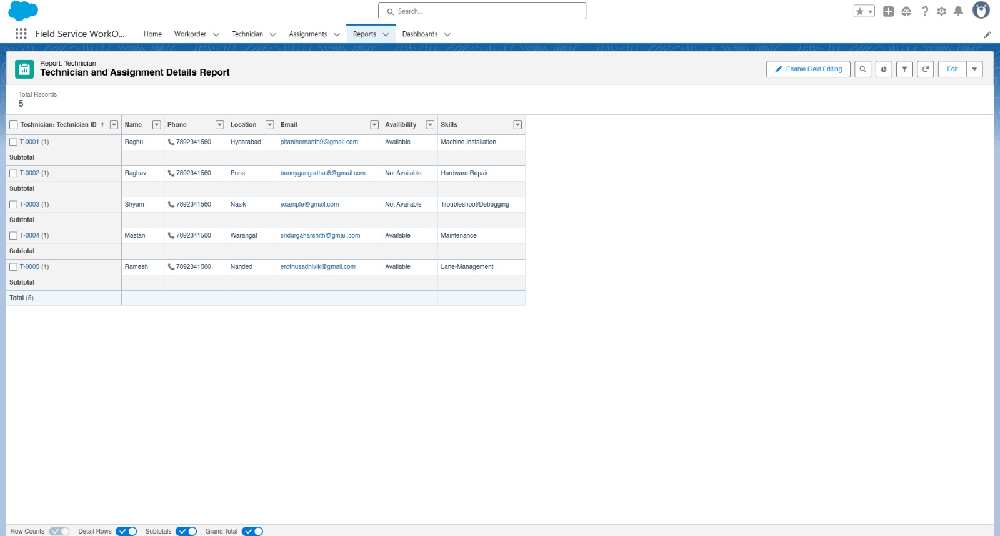 Search...
Field Service WorkO...
Home
Workorder
Technician
Assignments
Reports
Dashboards
Report: Technician
Technician and Assignment Details Report
Enable Field Editing
Edit
Total Records
5
Technician: Technician ID ↑ Name Phone Location Email Availibility Skills
T-0001 (1) Raghu 7892341560 Hyderabad pitanihemanth9@gmail.com Available Machine Installation
Subtotal
T-0002 (1) Raghav 7892341560 Pune bunnygangadhar8@gmail.com Not Available Hardware Repair
Subtotal
T-0003 (1) Shyam 7892341560 Nasik example@gmail.com Not Available Troubleshoot/Debugging
Subtotal
T-0004 (1) Mastan 7892341560 Warangal sridurgaharshith@gmail.com Available Maintenance
Subtotal
T-0005 (1) Ramesh 7892341560 Nanded erothusadhivik@gmail.com Available Lane-Management
Subtotal
Total (5)
Row Counts Detail Rows Subtotals Grand Total